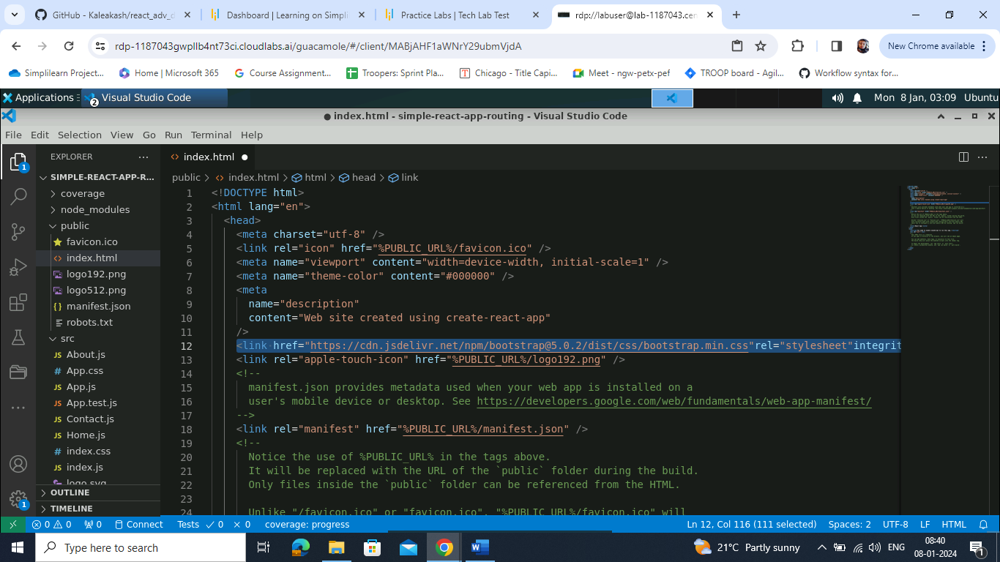 GitHub - Kaleakash/react_adv_d
Dashboard | Learning on Simpli
Practice Labs | Tech Lab Test
rdp://labuser@lab-1187043.cen
rdp-1187043gwpllb4nt73ci.cloudlabs.ai/guacamole/#/client/MABjAHF1aWNrY29ubmVjdA
New Chrome available
Simplilearn Project...
Home | Microsoft 365
Course Assignment...
Troopers: Sprint Pla...
Chicago - Title Capi...
Meet - ngw-petx-pef
TROOP board - Agil...
Workflow syntax for...
Applications
2
Visual Studio Code
Mon 8 Jan, 03:09 Ubuntu
● index.html - simple-react-app-routing - Visual Studio Code
File Edit Selection View Go Run Terminal Help
EXPLORER
index.html
SIMPLE-REACT-APP-R...
coverage
node_modules
public
favicon.ico
index.html
logo192.png
logo512.png
manifest.json
robots.txt
src
About.js
App.css
App.js
App.test.js
Contact.js
Home.js
index.css
index.js
logo.svg
OUTLINE
TIMELINE
1
1
public > index.html > html > head > link
1 <!DOCTYPE html>
2 <html lang="en">
3 <head>
4 <meta charset="utf-8" />
5 <link rel="icon" href="%PUBLIC_URL%/favicon.ico" />
6 <meta name="viewport" content="width=device-width, initial-scale=1" />
7 <meta name="theme-color" content="#000000" />
8 <meta
9 name="description"
10 content="Web site created using create-react-app"
11 />
12 <link href="https://cdn.jsdelivr.net/npm/bootstrap@5.0.2/dist/css/bootstrap.min.css"rel="stylesheet"integrit
13 <link rel="apple-touch-icon" href="%PUBLIC_URL%/logo192.png" />
14 <!--
15 manifest.json provides metadata used when your web app is installed on a
16 user's mobile device or desktop. See https://developers.google.com/web/fundamentals/web-app-manifest/
17 -->
18 <link rel="manifest" href="%PUBLIC_URL%/manifest.json" />
19 <!--
20 Notice the use of %PUBLIC_URL% in the tags above.
21 It will be replaced with the URL of the `public` folder during the build.
22 Only files inside the `public` folder can be referenced from the HTML.
23
24 Unlike "/favicon.ico" or "favicon.ico", "%PUBLIC_URL%/favicon.ico" will
0 0 0 Connect Tests 0 0 coverage: progress
Ln 12, Col 116 (111 selected) Spaces: 2 UTF-8 LF HTML
Type here to search
21°C Partly sunny
ENG
08:40
08-01-2024
1